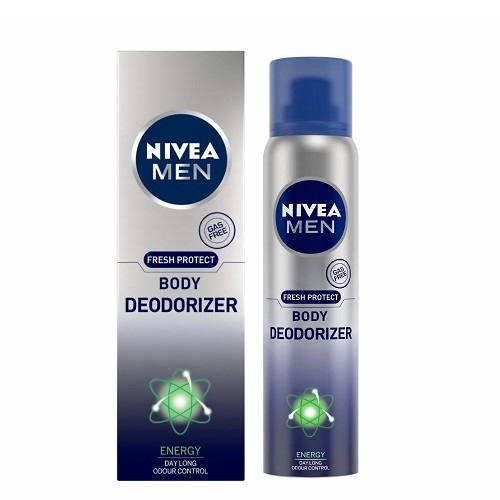 NIVEA
MEN
GAS
FREE
FRESH PROTECT
BODY
DEODORIZER
ENERGY
DAY LONG
ODOUR CONTROL
NIVEA
MEN
GAS
FREE
FRESH PROTECT
BODY
DEODORIZER
ENERGY
DAY LONG
ODOUR CONTROL